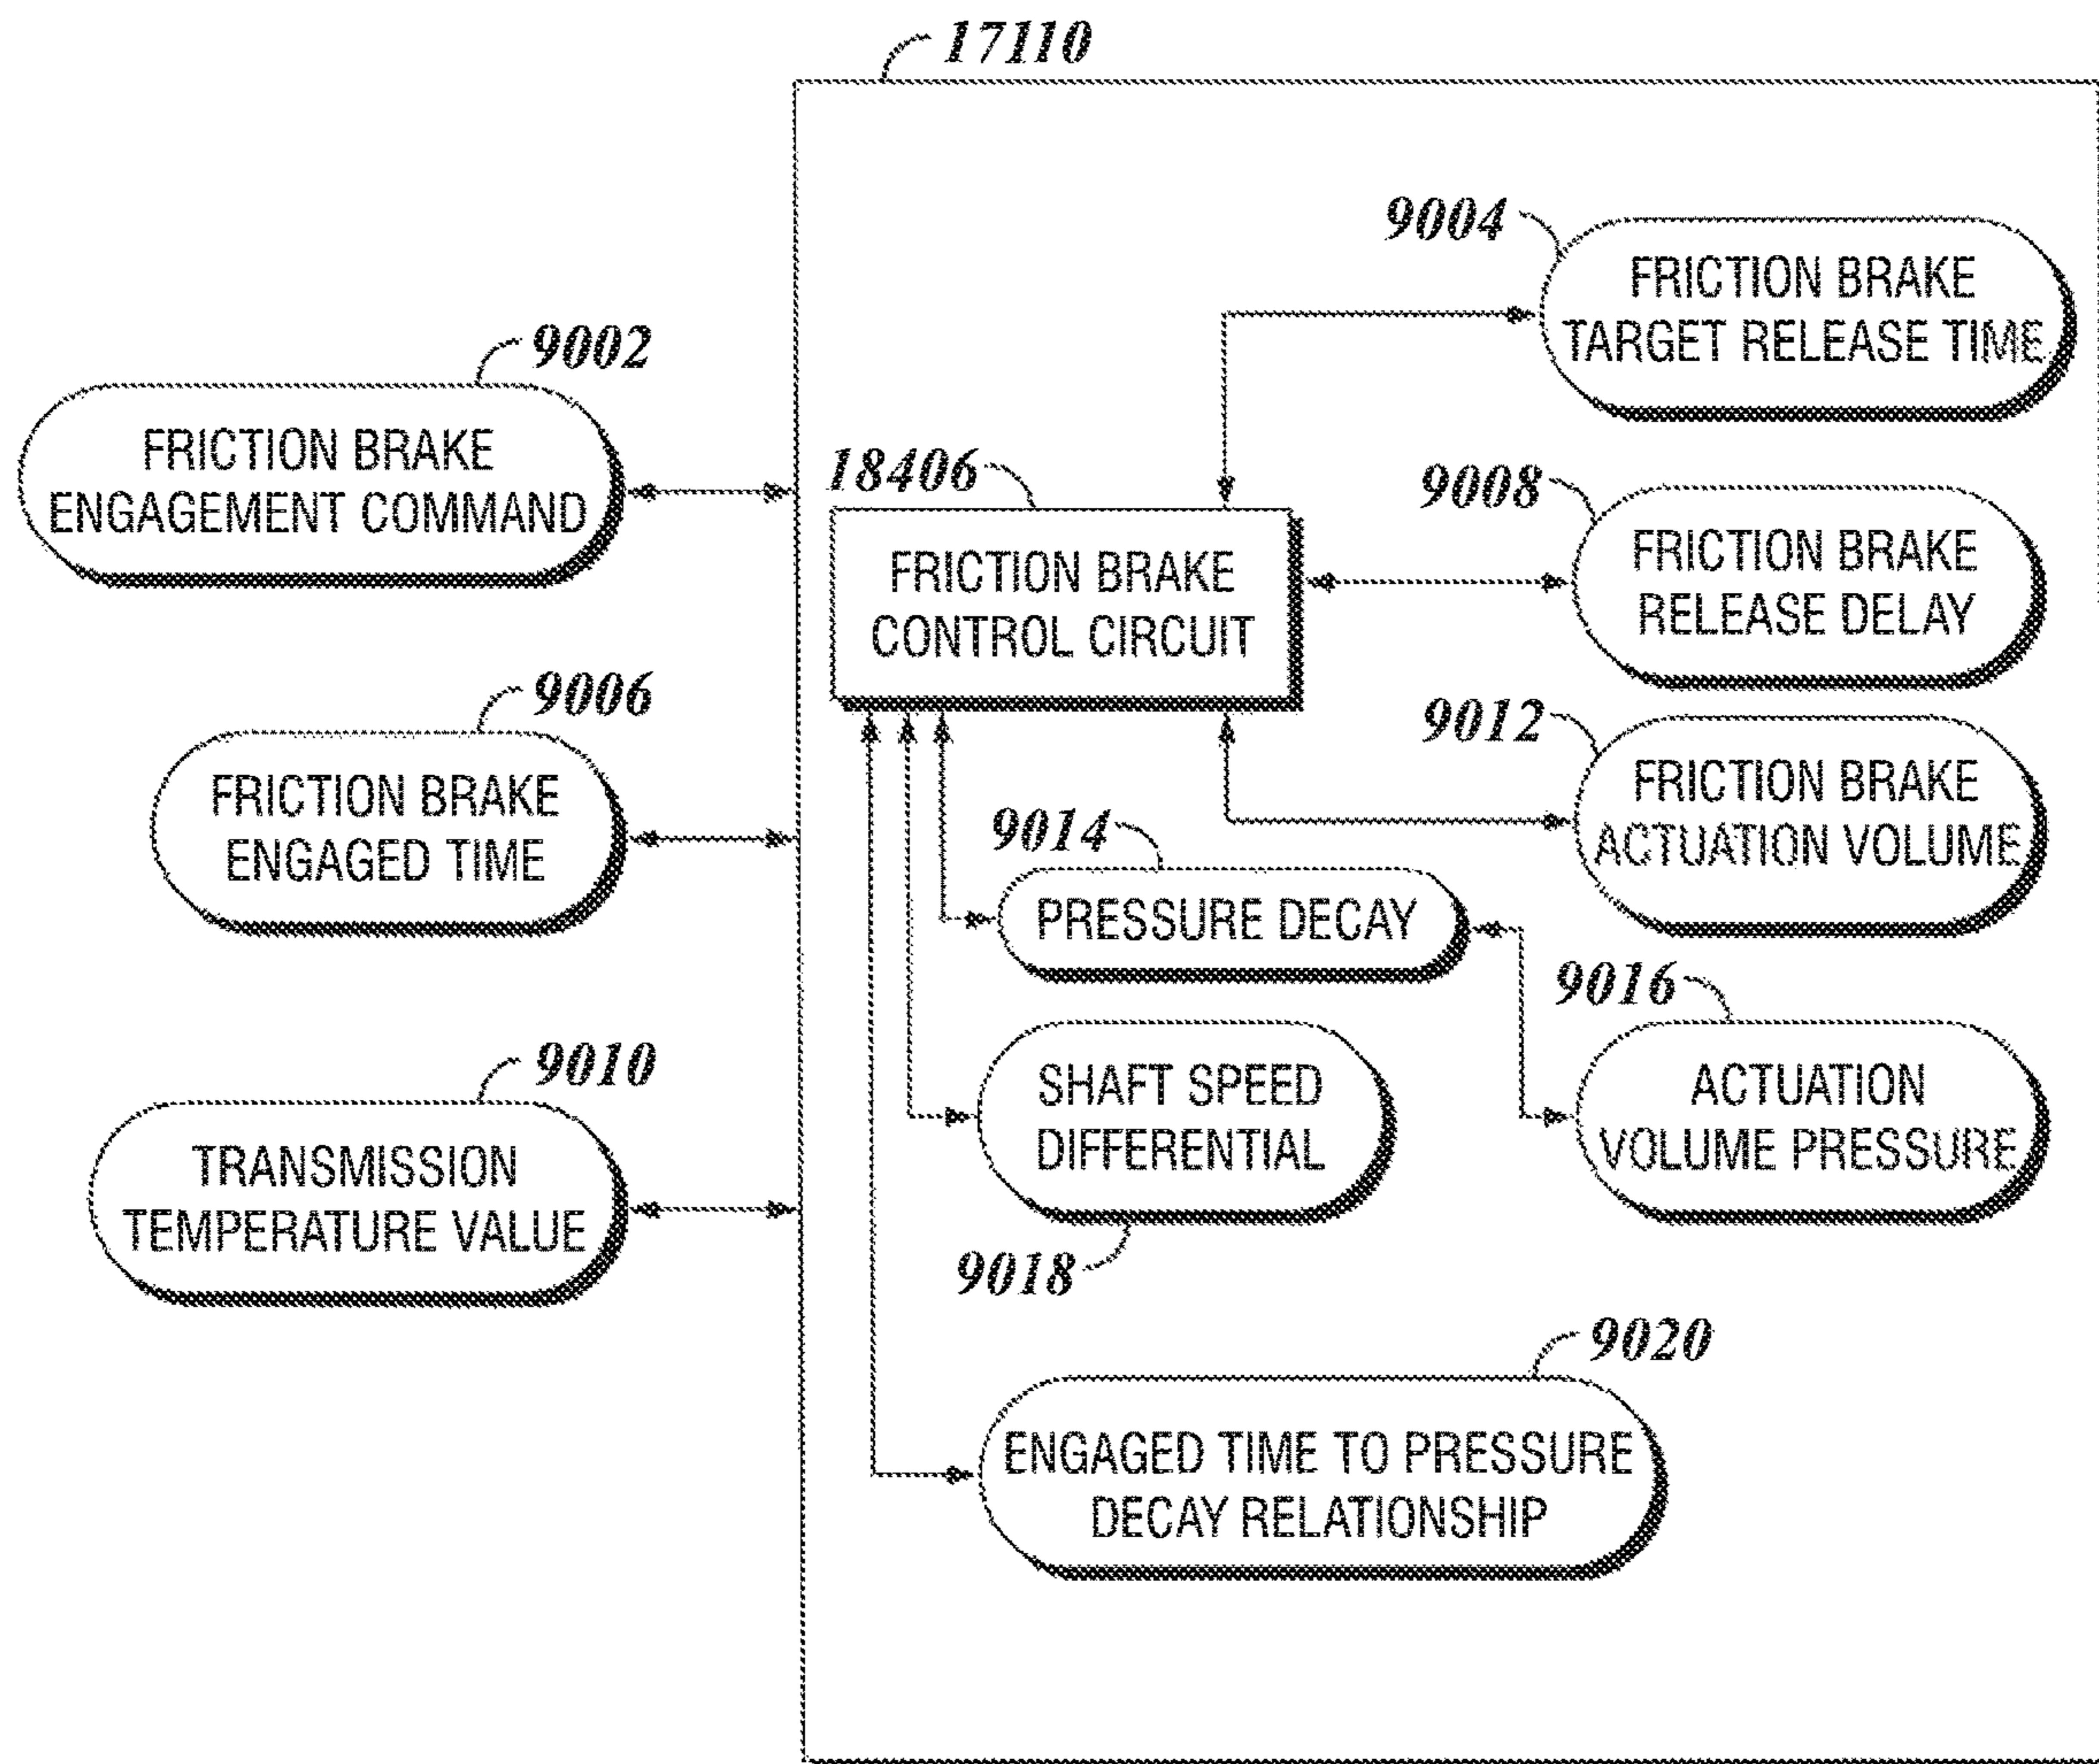 17110
9004
FRICTION BRAKE
TARGET RELEASE TIME
9002
FRICTION BRAKE
ENGAGEMENT COMMAND
18406
FRICTION BRAKE
CONTROL CIRCUIT
9008
FRICTION BRAKE
RELEASE DELAY
9006
FRICTION BRAKE
ENGAGED TIME
9012
FRICTION BRAKE
ACTUATION VOLUME
9014
PRESSURE DECAY
9016
ACTUATION
VOLUME PRESSURE
9010
TRANSMISSION
TEMPERATURE VALUE
SHAFT SPEED
DIFFERENTIAL
9018
9020
ENGAGED TIME TO PRESSURE
DECAY RELATIONSHIP